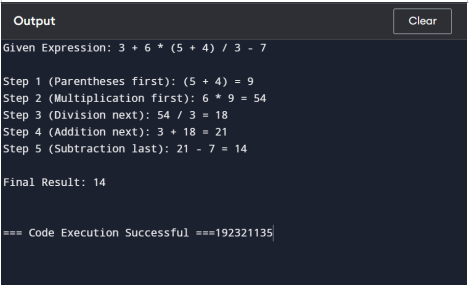 Output
Clear
Given Expression: 3 + 6 * (5 + 4) / 3 - 7
Step 1 (Parentheses first): (5 + 4) = 9
Step 2 (Multiplication first): 6 * 9 = 54
Step 3 (Division next): 54 / 3 = 18
Step 4 (Addition next): 3 + 18 = 21
Step 5 (Subtraction last): 21 - 7 = 14
Final Result: 14
=== Code Execution Successful ===192321135